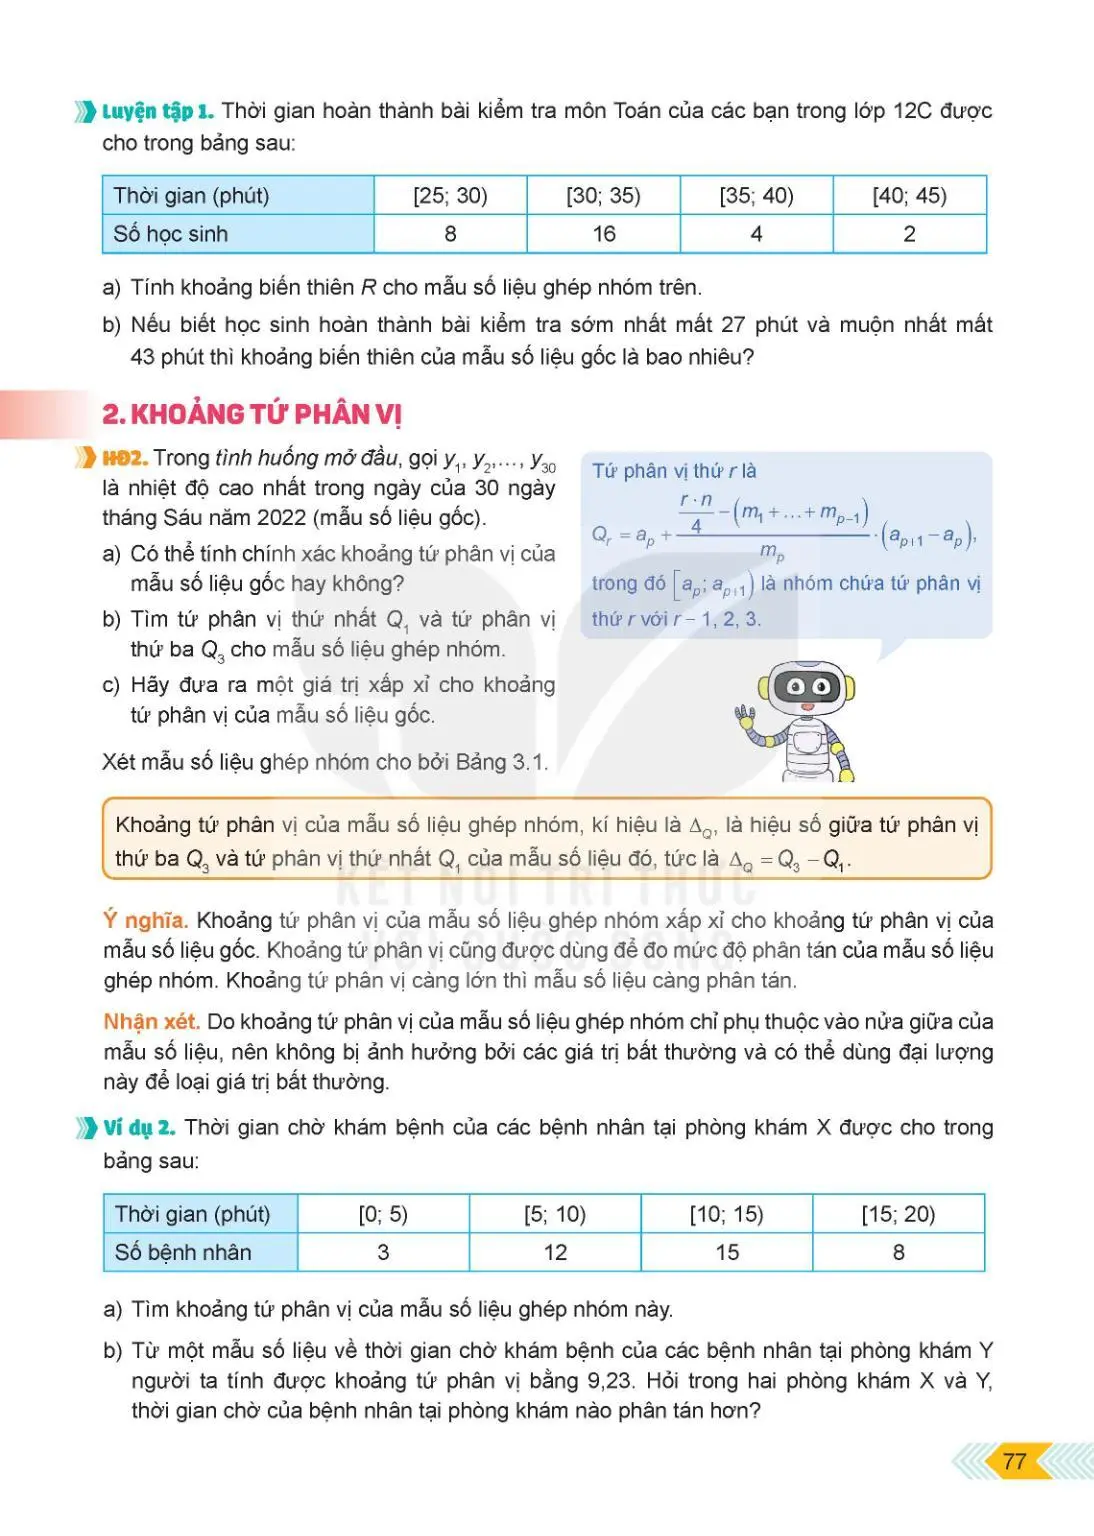 Luyện tập 1. Thời gian hoàn thành bài kiểm tra môn Toán của các bạn trong lớp 12C được
cho trong bảng sau:
Thời gian (phút) [25; 30) [30; 35) [35; 40) [40; 45)
Số học sinh 8 16 4 2
a) Tính khoảng biến thiên R cho mẫu số liệu ghép nhóm trên.
b) Nếu biết học sinh hoàn thành bài kiểm tra sớm nhất mất 27 phút và muộn nhất mất
43 phút thì khoảng biến thiên của mẫu số liệu gốc là bao nhiêu?
2. KHOẢNG TỨ PHÂN VỊ
HĐ2. Trong tình huống mở đầu, gọi y₁, y₂,..., y₃₀
là nhiệt độ cao nhất trong ngày của 30 ngày
tháng Sáu năm 2022 (mẫu số liệu gốc).
a) Có thể tính chính xác khoảng tứ phân vị của
mẫu số liệu gốc hay không?
b) Tìm tứ phân vị thứ nhất Q₁ và tứ phân vị
thứ ba Q₃ cho mẫu số liệu ghép nhóm.
c) Hãy đưa ra một giá trị xấp xỉ cho khoảng
tứ phân vị của mẫu số liệu gốc.
Tứ phân vị thứ r là
Q_r = a_p + (r·n/4 − (m₁ + ... + m_{p−1}))/m_p · (a_{p+1} − a_p),
trong đó [a_p; a_{p+1}) là nhóm chứa tứ phân vị
thứ r với r − 1, 2, 3.
Xét mẫu số liệu ghép nhóm cho bởi Bảng 3.1.
Khoảng tứ phân vị của mẫu số liệu ghép nhóm, kí hiệu là Δ_Q, là hiệu số giữa tứ phân vị
thứ ba Q₃ và tứ phân vị thứ nhất Q₁ của mẫu số liệu đó, tức là Δ_Q = Q₃ − Q₁.
KẾT NỐI TRI THỨC
VỚI CUỘC SỐNG
Ý nghĩa. Khoảng tứ phân vị của mẫu số liệu ghép nhóm xấp xỉ cho khoảng tứ phân vị của
mẫu số liệu gốc. Khoảng tứ phân vị cũng được dùng để đo mức độ phân tán của mẫu số liệu
ghép nhóm. Khoảng tứ phân vị càng lớn thì mẫu số liệu càng phân tán.
Nhận xét. Do khoảng tứ phân vị của mẫu số liệu ghép nhóm chỉ phụ thuộc vào nửa giữa của
mẫu số liệu, nên không bị ảnh hưởng bởi các giá trị bất thường và có thể dùng đại lượng
này để loại giá trị bất thường.
Ví dụ 2. Thời gian chờ khám bệnh của các bệnh nhân tại phòng khám X được cho trong
bảng sau:
Thời gian (phút) [0; 5) [5; 10) [10; 15) [15; 20)
Số bệnh nhân 3 12 15 8
a) Tìm khoảng tứ phân vị của mẫu số liệu ghép nhóm này.
b) Từ một mẫu số liệu về thời gian chờ khám bệnh của các bệnh nhân tại phòng khám Y
người ta tính được khoảng tứ phân vị bằng 9,23. Hỏi trong hai phòng khám X và Y,
thời gian chờ của bệnh nhân tại phòng khám nào phân tán hơn?
77